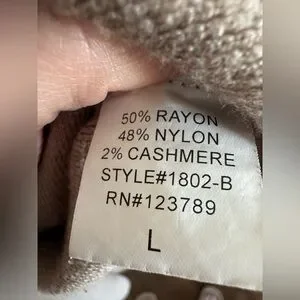 50% RAYON
48% NYLON
2% CASHMERE
STYLE#1802-B
RN#123789
L